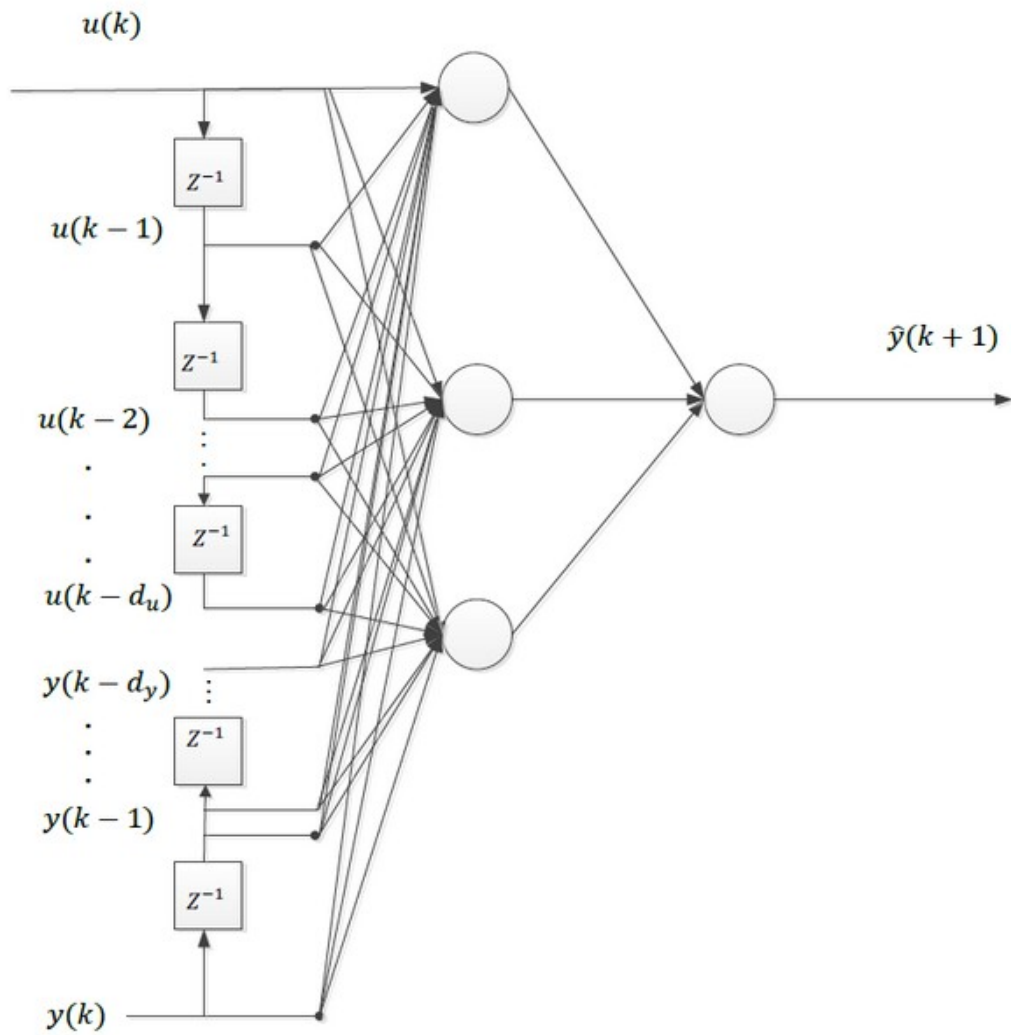 u(k)
Z⁻¹
u(k − 1)
Z⁻¹
ŷ(k + 1)
u(k − 2)
Z⁻¹
u(k − d_u)
y(k − d_y)
Z⁻¹
y(k − 1)
Z⁻¹
y(k)